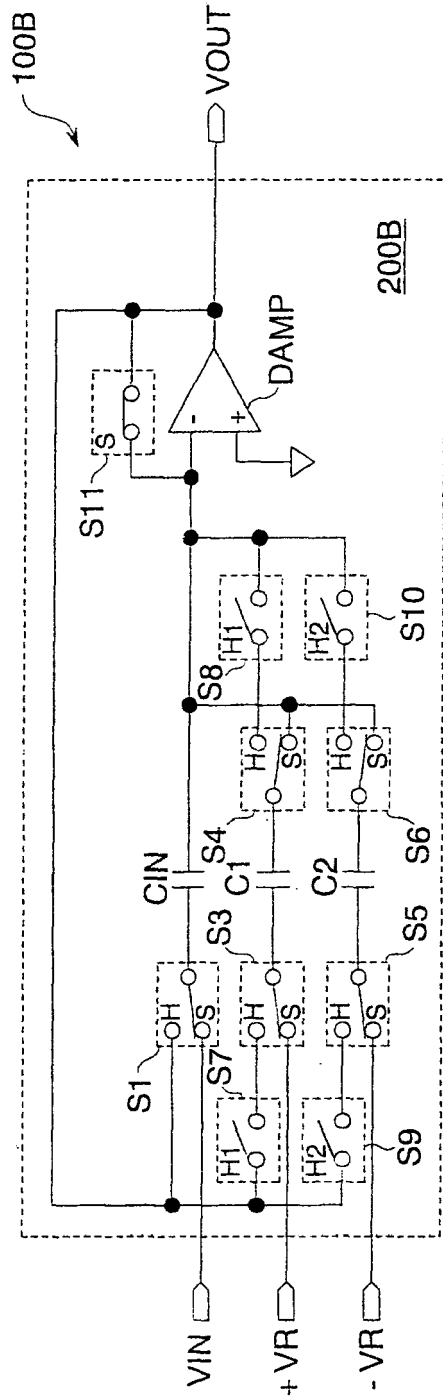 100B
200B
VOUT
DAMP
-
+
S11
S
S8
H1
S10
H2
CIN
S4
H
S
C1
S6
H
S
C2
S1
H
S
S3
H
S
S5
H
S
S7
H1
S9
H2
VIN
+ VR
- VR